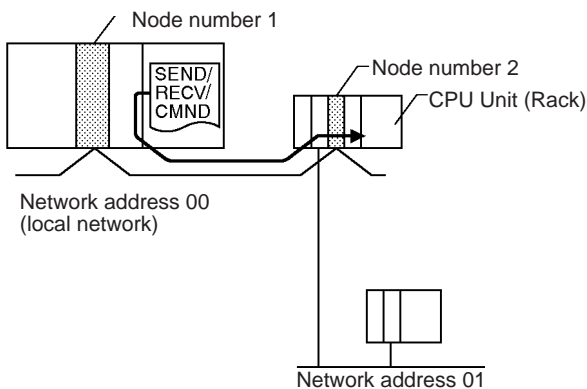 Node number 1
SEND/
RECV/
CMND
Node number 2
CPU Unit (Rack)
Network address 00
(local network)
Network address 01